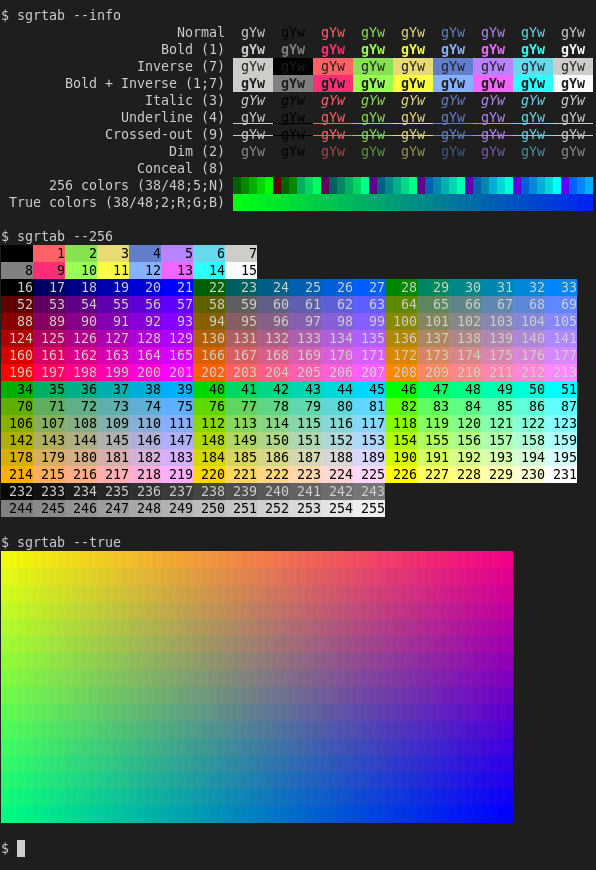 $ sgrtab --info
Normal gYw gYw gYw gYw gYw gYw gYw gYw gYw
Bold (1) gYw gYw gYw gYw gYw gYw gYw gYw gYw
Inverse (7) gYw gYw gYw gYw gYw gYw gYw gYw gYw
Bold + Inverse (1;7) gYw gYw gYw gYw gYw gYw gYw gYw gYw
Italic (3) gYw gYw gYw gYw gYw gYw gYw gYw gYw
Underline (4) gYw gYw gYw gYw gYw gYw gYw gYw gYw
Crossed-out (9) gYw gYw gYw gYw gYw gYw gYw gYw gYw
Dim (2) gYw gYw gYw gYw gYw gYw gYw gYw gYw
Conceal (8)
256 colors (38/48;5;N)
True colors (38/48;2;R;G;B)
$ sgrtab --256
1 2 3 4 5 6 7
8 9 10 11 12 13 14 15
16 17 18 19 20 21 22 23 24 25 26 27 28 29 30 31 32 33
52 53 54 55 56 57 58 59 60 61 62 63 64 65 66 67 68 69
88 89 90 91 92 93 94 95 96 97 98 99 100 101 102 103 104 105
124 125 126 127 128 129 130 131 132 133 134 135 136 137 138 139 140 141
160 161 162 163 164 165 166 167 168 169 170 171 172 173 174 175 176 177
196 197 198 199 200 201 202 203 204 205 206 207 208 209 210 211 212 213
34 35 36 37 38 39 40 41 42 43 44 45 46 47 48 49 50 51
70 71 72 73 74 75 76 77 78 79 80 81 82 83 84 85 86 87
106 107 108 109 110 111 112 113 114 115 116 117 118 119 120 121 122 123
142 143 144 145 146 147 148 149 150 151 152 153 154 155 156 157 158 159
178 179 180 181 182 183 184 185 186 187 188 189 190 191 192 193 194 195
214 215 216 217 218 219 220 221 222 223 224 225 226 227 228 229 230 231
232 233 234 235 236 237 238 239 240 241 242 243
244 245 246 247 248 249 250 251 252 253 254 255
$ sgrtab --true
$